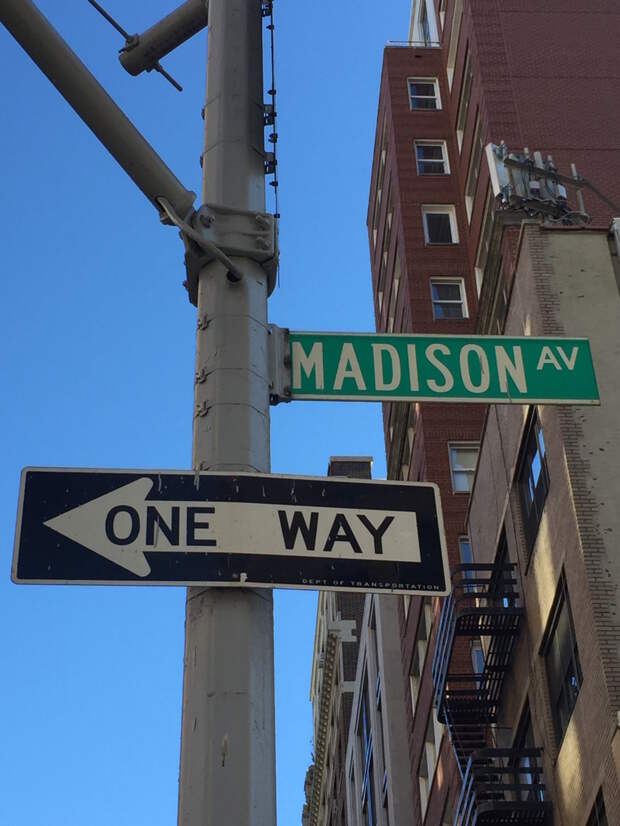 MADISON AV
ONE WAY
DEPT OF TRANSPORTATION